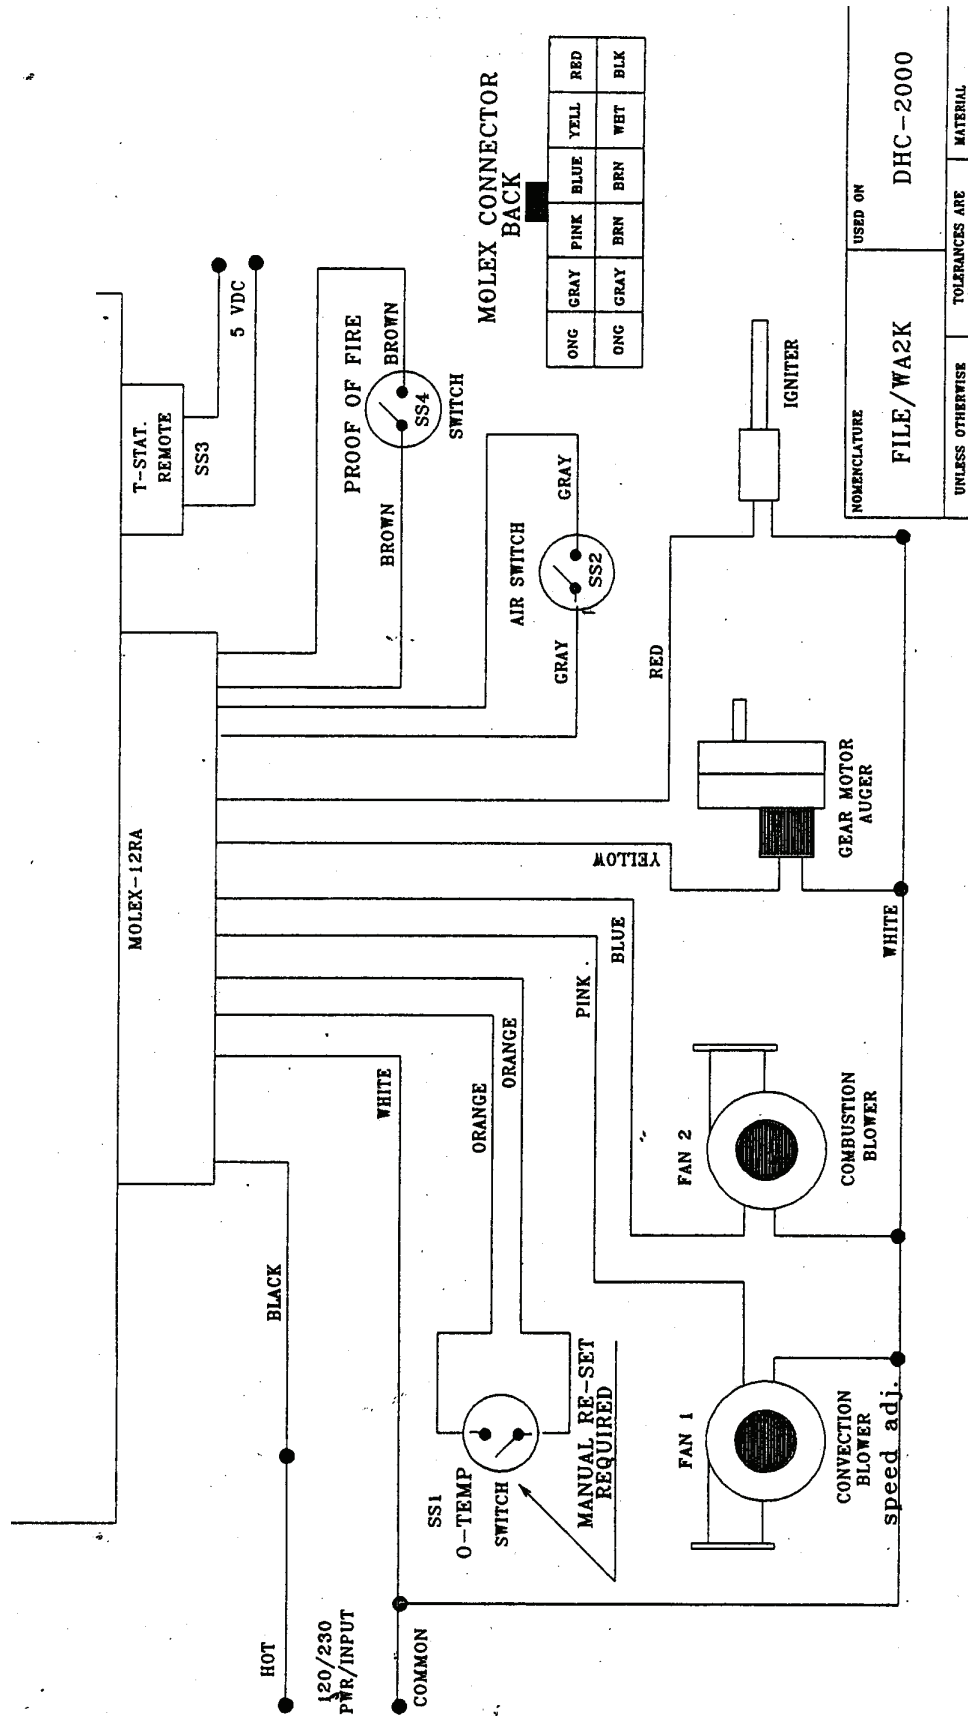 T-STAT.
REMOTE
SS3
5 VDC
MOLEX-12RA
PROOF OF FIRE
BROWN
BROWN
SS4
SWITCH
AIR SWITCH
GRAY
GRAY
SS2
MOLEX CONNECTOR
BACK
ONG GRAY PINK BLUE YELL RED
ONG GRAY BRN BRN WHT BLK
RED
IGNITER
YELLOW
GEAR MOTOR
AUGER
BLUE
PINK
WHITE
ORANGE
ORANGE
WHITE
BLACK
HOT
120/230
PWR/INPUT
COMMON
SS1
O-TEMP
SWITCH
MANUAL RE-SET
REQUIRED
FAN 2
COMBUSTION
BLOWER
FAN 1
CONVECTION
BLOWER
speed adj.
NOMENCLATURE
FILE/WA2K
USED ON
DHC-2000
UNLESS OTHERWISE
TOLERANCES ARE
MATERIAL